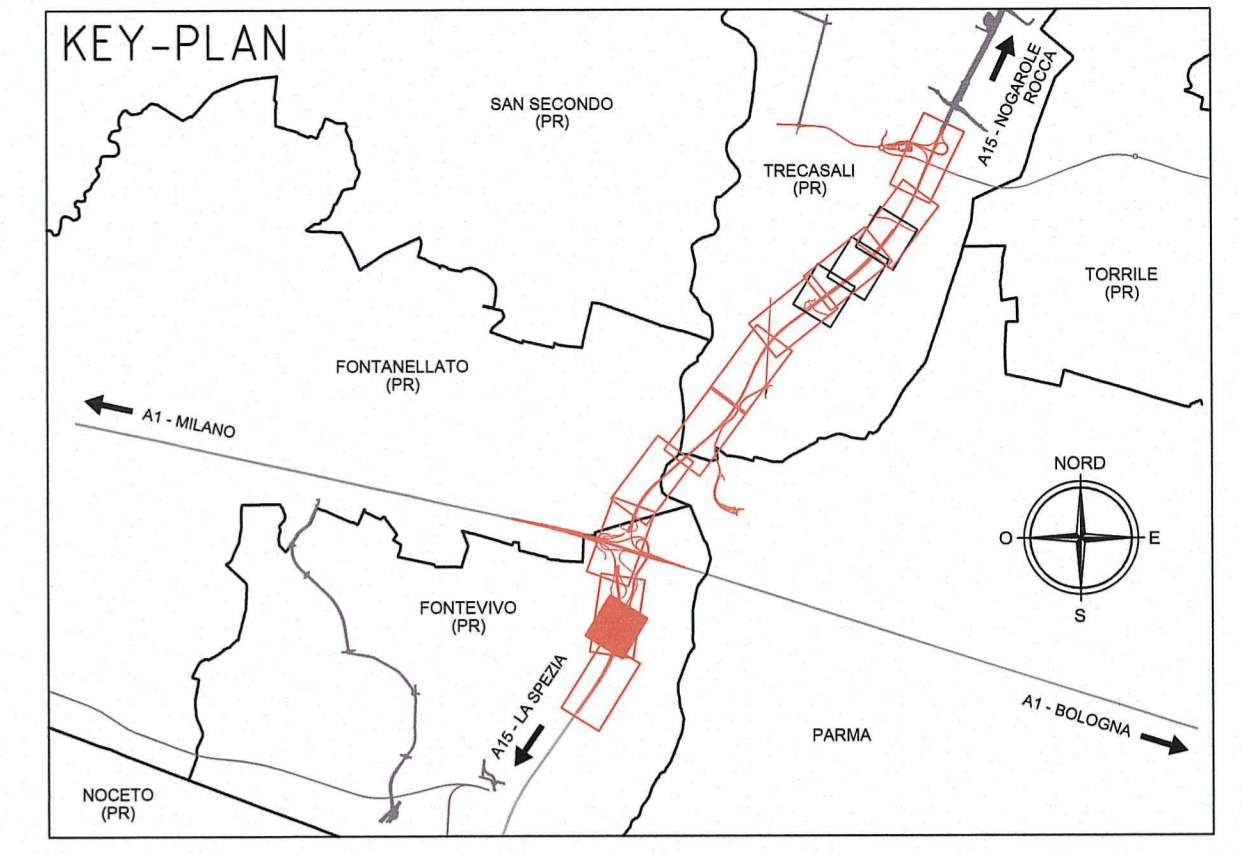 KEY-PLAN
SAN SECONDO
(PR)
A15 - NOGAROLE
ROCCA
TRECASALI
(PR)
TORRILE
(PR)
FONTANELLATO
(PR)
A1 - MILANO
NORD
O
E
S
FONTEVIVO
(PR)
A15 - LA SPEZIA
A1 - BOLOGNA
PARMA
NOCETO
(PR)